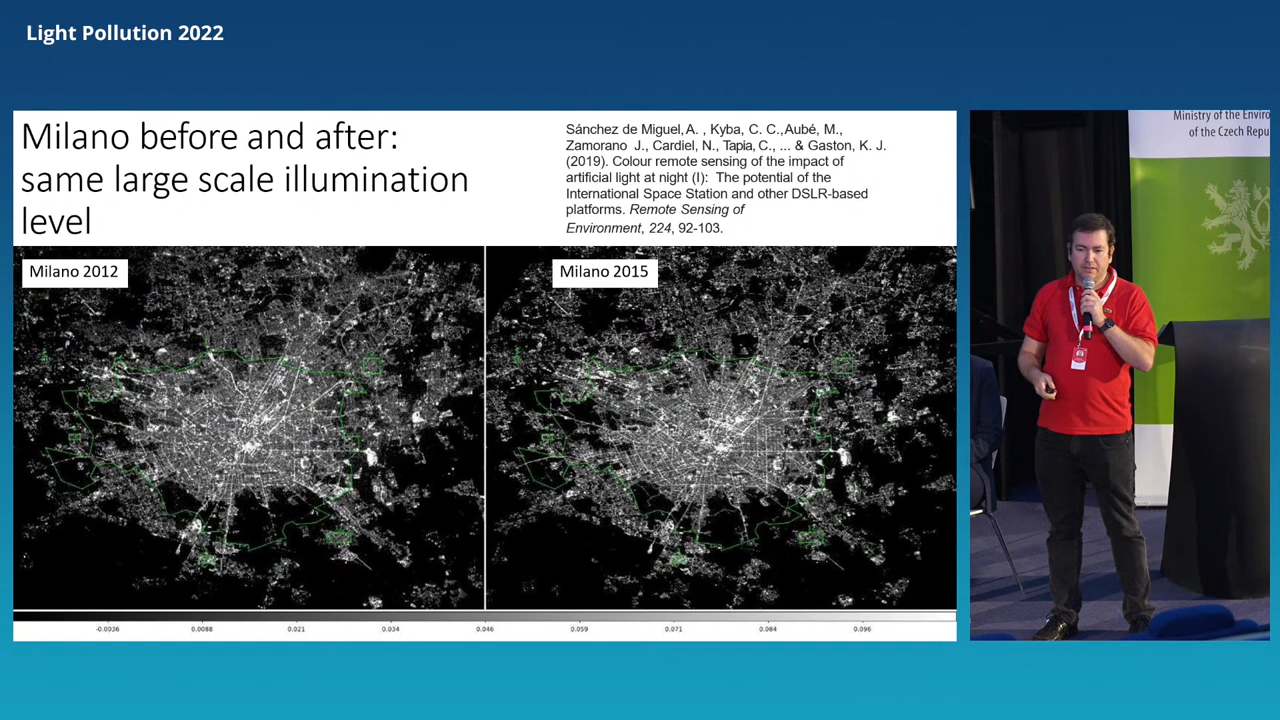 Light Pollution 2022
Milano before and after:
same large scale illumination
level
Sánchez de Miguel, A. , Kyba, C. C.,Aubé, M.,
Zamorano J., Cardiel, N., Tapia, C., ... & Gaston, K. J.
(2019). Colour remote sensing of the impact of
artificial light at night (I): The potential of the
International Space Station and other DSLR-based
platforms. Remote Sensing of
Environment, 224, 92-103.
Milano 2012
Milano 2015
-0.0036 0.0088 0.021 0.034 0.046 0.059 0.071 0.084 0.096
Ministry of the
of the Czech